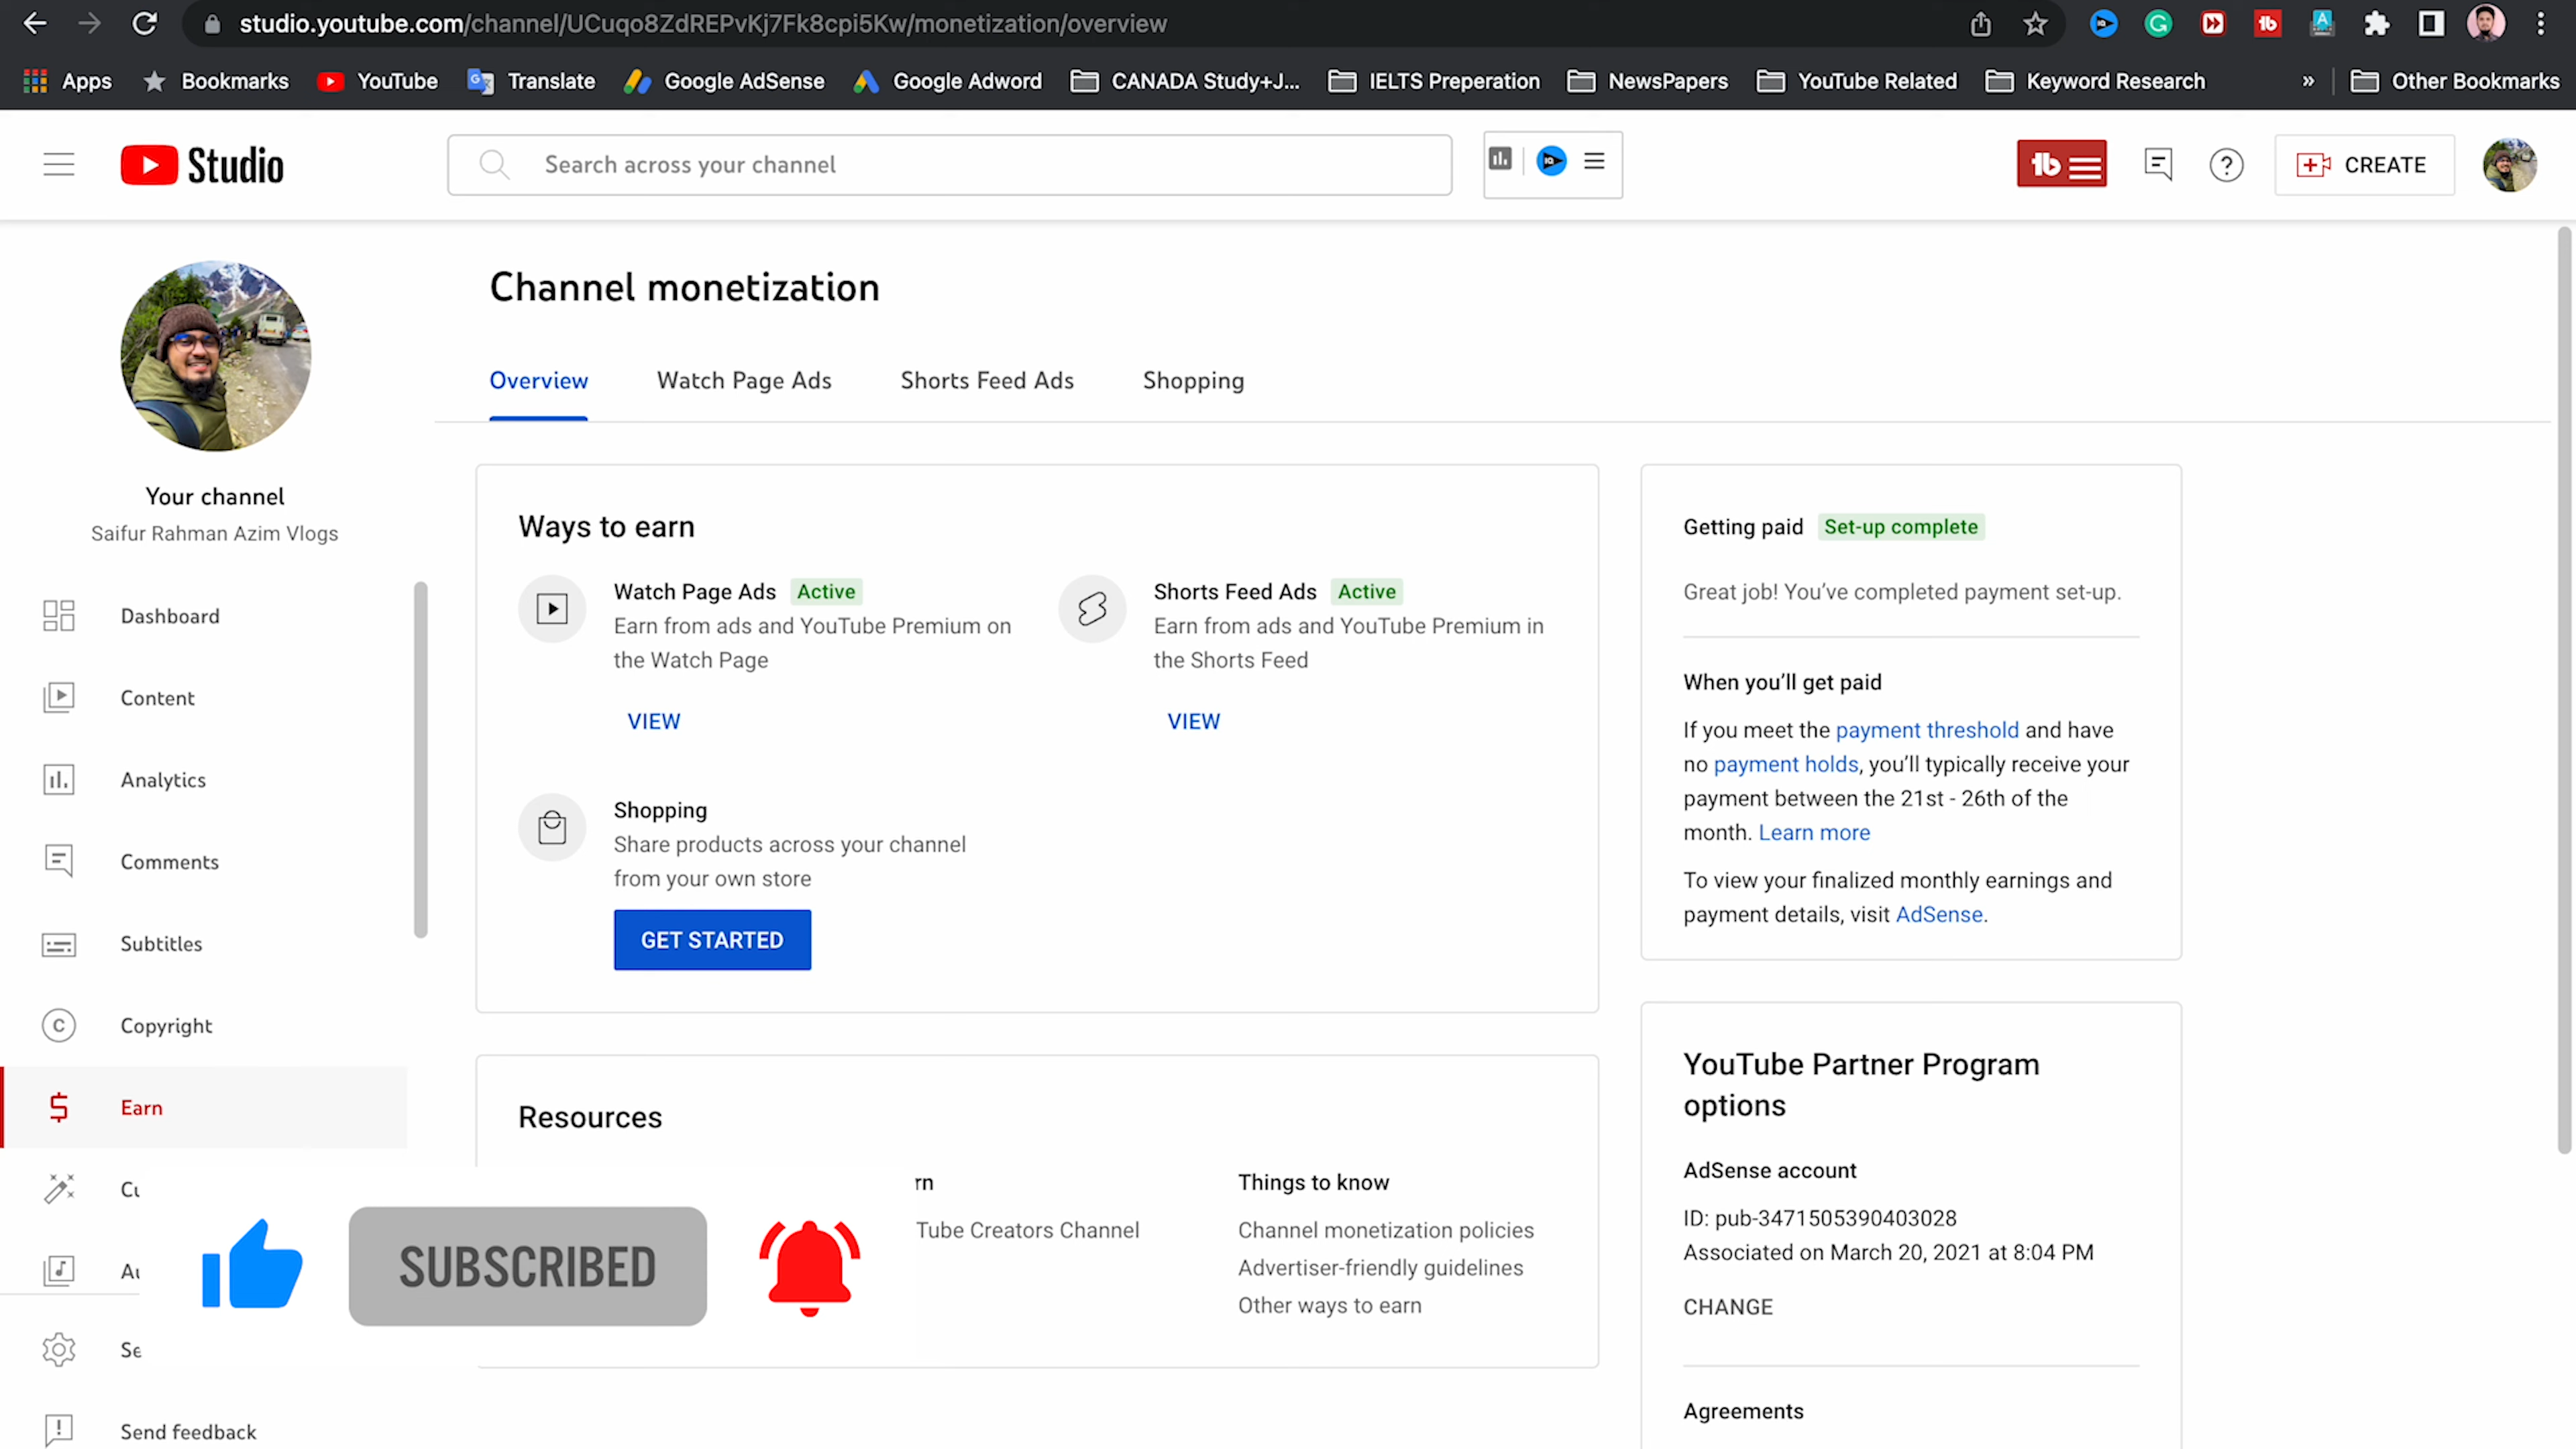 studio.youtube.com/channel/UCuqo8ZdREPvKj7Fk8cpi5Kw/monetization/overview
Apps Bookmarks YouTube Translate Google AdSense Google Adword CANADA Study+J... IELTS Preperation NewsPapers YouTube Related Keyword Research » Other Bookmarks
Studio
Search across your channel
CREATE
Channel monetization
Overview Watch Page Ads Shorts Feed Ads Shopping
Your channel
Saifur Rahman Azim Vlogs
Dashboard
Content
Analytics
Comments
Subtitles
Copyright
Earn
Cu
Au
Se
Send feedback
Ways to earn
Watch Page Ads Active
Earn from ads and YouTube Premium on
the Watch Page
VIEW
Shorts Feed Ads Active
Earn from ads and YouTube Premium in
the Shorts Feed
VIEW
Shopping
Share products across your channel
from your own store
GET STARTED
Resources
rn
Tube Creators Channel
Things to know
Channel monetization policies
Advertiser-friendly guidelines
Other ways to earn
SUBSCRIBED
Getting paid Set-up complete
Great job! You’ve completed payment set-up.
When you’ll get paid
If you meet the payment threshold and have
no payment holds, you’ll typically receive your
payment between the 21st - 26th of the
month. Learn more
To view your finalized monthly earnings and
payment details, visit AdSense.
YouTube Partner Program
options
AdSense account
ID: pub-3471505390403028
Associated on March 20, 2021 at 8:04 PM
CHANGE
Agreements